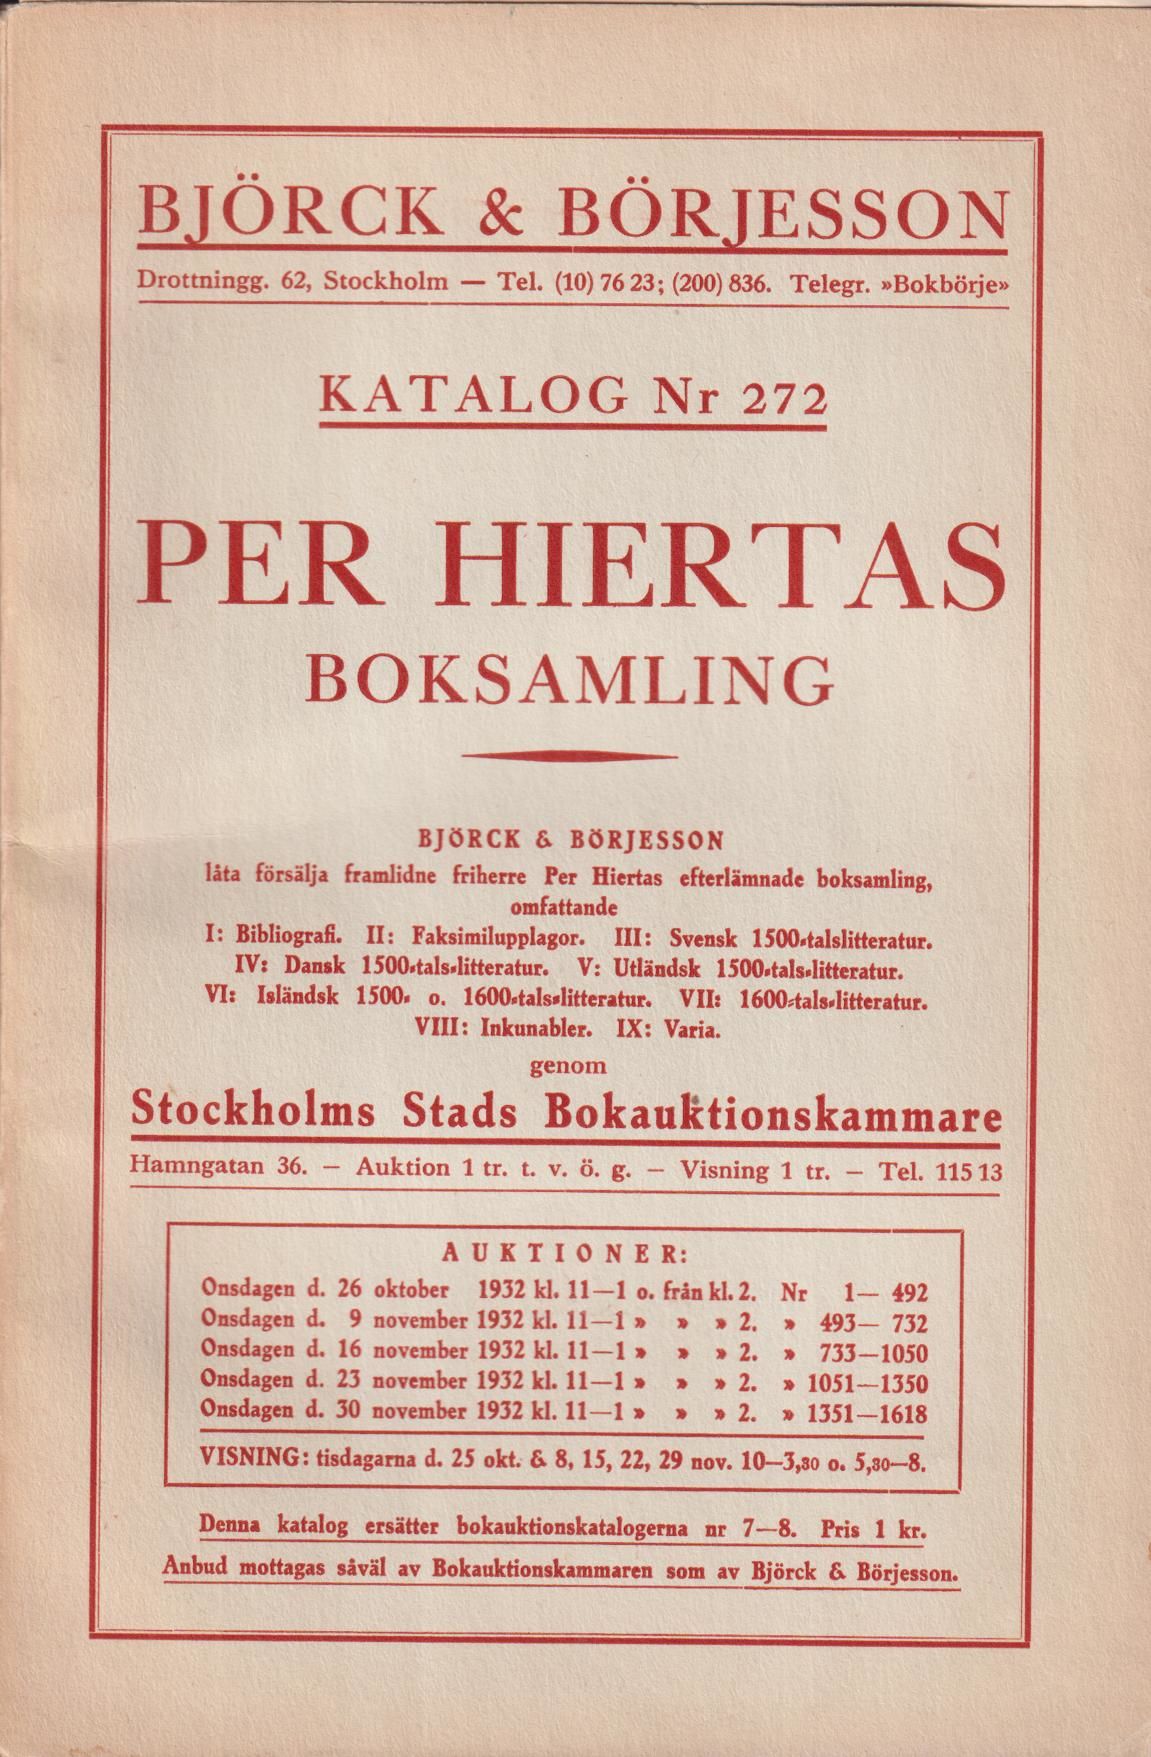 BJÖRCK & BÖRJESSON
Drottningg. 62, Stockholm — Tel. (10) 76 23; (200) 836. Telegr. »Bokbörje»
KATALOG Nr 272
PER HIERTAS
BOKSAMLING
BJÖRCK & BÖRJESSON
låta försälja framlidne friherre Per Hiertas efterlämnade boksamling,
omfattande
I: Bibliografi. II: Faksimilupplagor. III: Svensk 1500-talslitteratur.
IV: Dansk 1500-tals-litteratur. V: Utländsk 1500-tals-litteratur.
VI: Isländsk 1500- o. 1600-tals-litteratur. VII: 1600-tals-litteratur.
VIII: Inkunabler. IX: Varia.
genom
Stockholms Stads Bokauktionskammare
Hamngatan 36. — Auktion 1 tr. t. v. ö. g. — Visning 1 tr. — Tel. 115 13
AUKTIONER:
Onsdagen d. 26 oktober 1932 kl. 11—1 o. från kl. 2. Nr 1— 492
Onsdagen d. 9 november 1932 kl. 11—1 » » » 2. » 493— 732
Onsdagen d. 16 november 1932 kl. 11—1 » » » 2. » 733—1050
Onsdagen d. 23 november 1932 kl. 11—1 » » » 2. » 1051—1350
Onsdagen d. 30 november 1932 kl. 11—1 » » » 2. » 1351—1618
VISNING: tisdagarna d. 25 okt. & 8, 15, 22, 29 nov. 10—3,30 o. 5,30—8.
Denna katalog ersätter bokauktionskatalogerna nr 7—8. Pris 1 kr.
Anbud mottagas såväl av Bokauktionskammaren som av Björck & Börjesson.